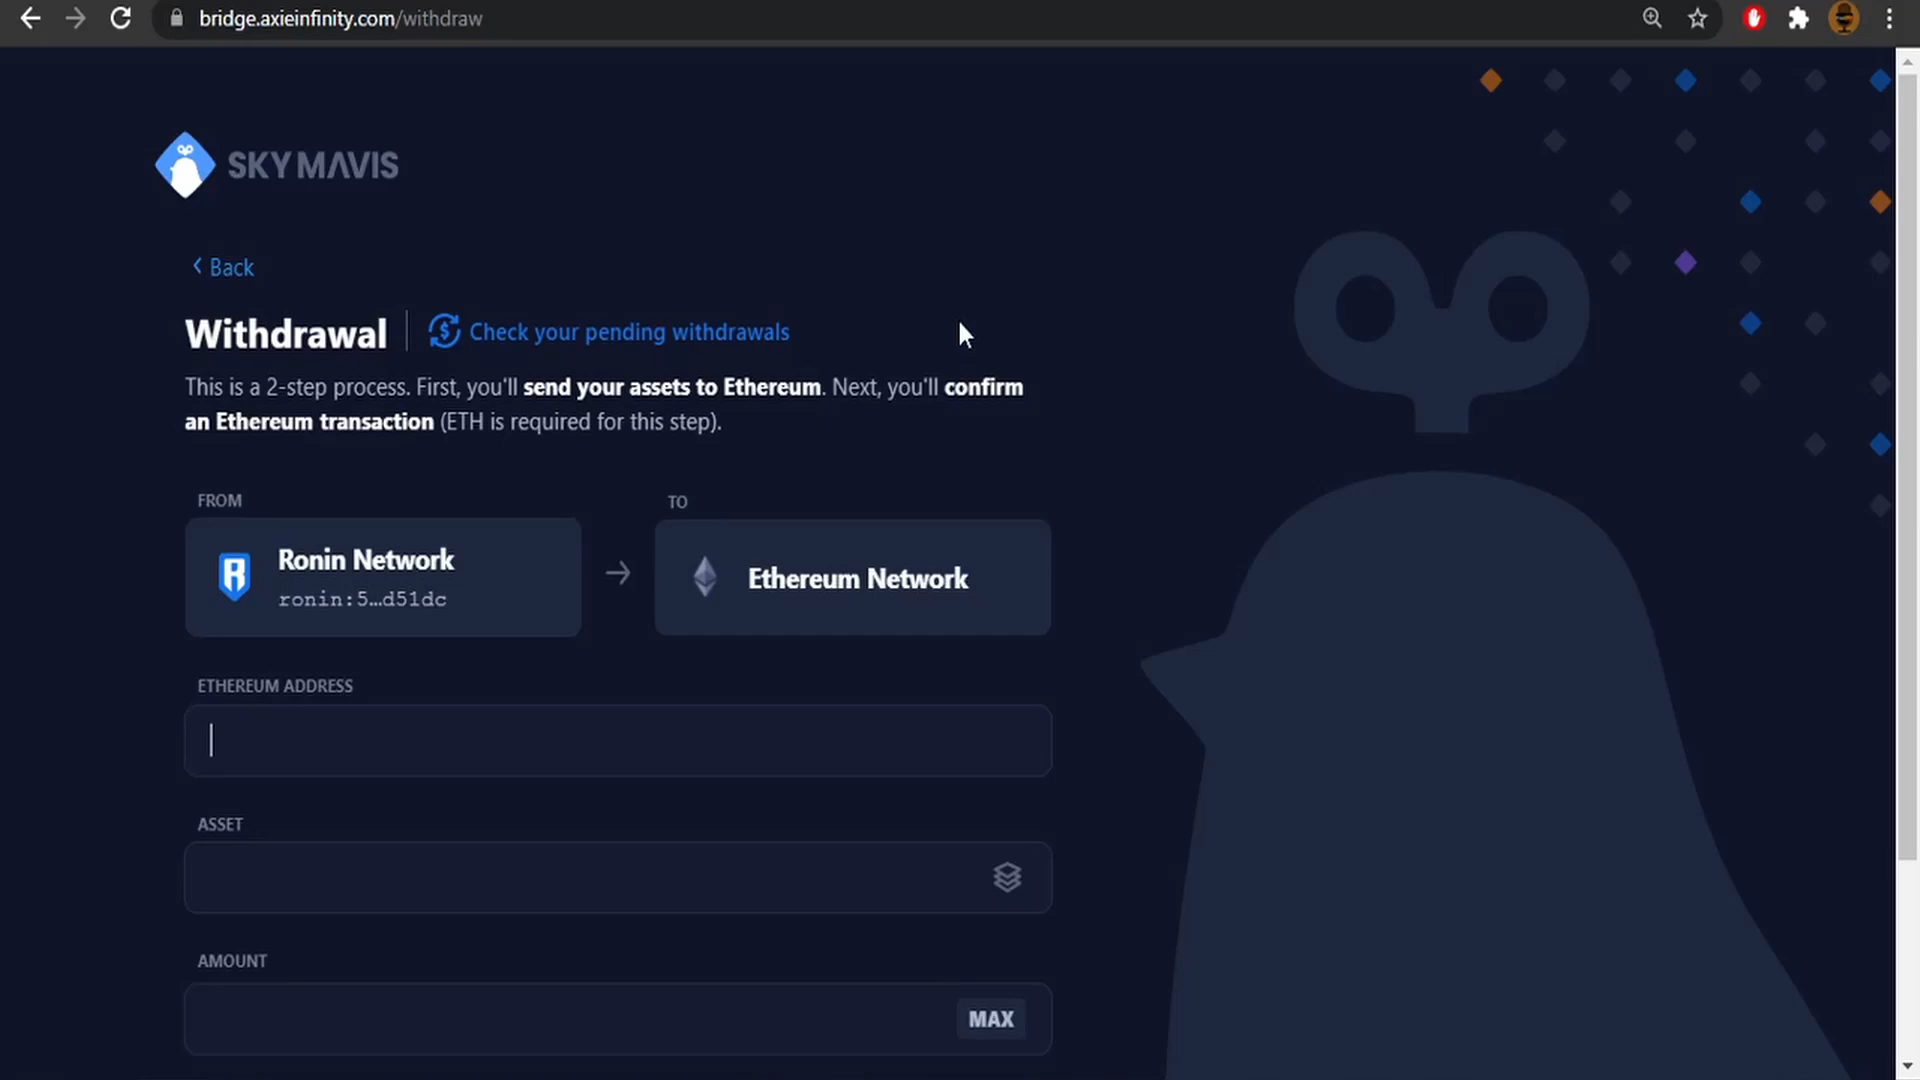 bridge.axieinfinity.com/withdraw
SKY MAVIS
Back
Withdrawal
Check your pending withdrawals
This is a 2-step process. First, you'll send your assets to Ethereum. Next, you'll confirm
an Ethereum transaction (ETH is required for this step).
FROM
TO
Ronin Network
ronin:5…d51dc
Ethereum Network
ETHEREUM ADDRESS
ASSET
AMOUNT
MAX